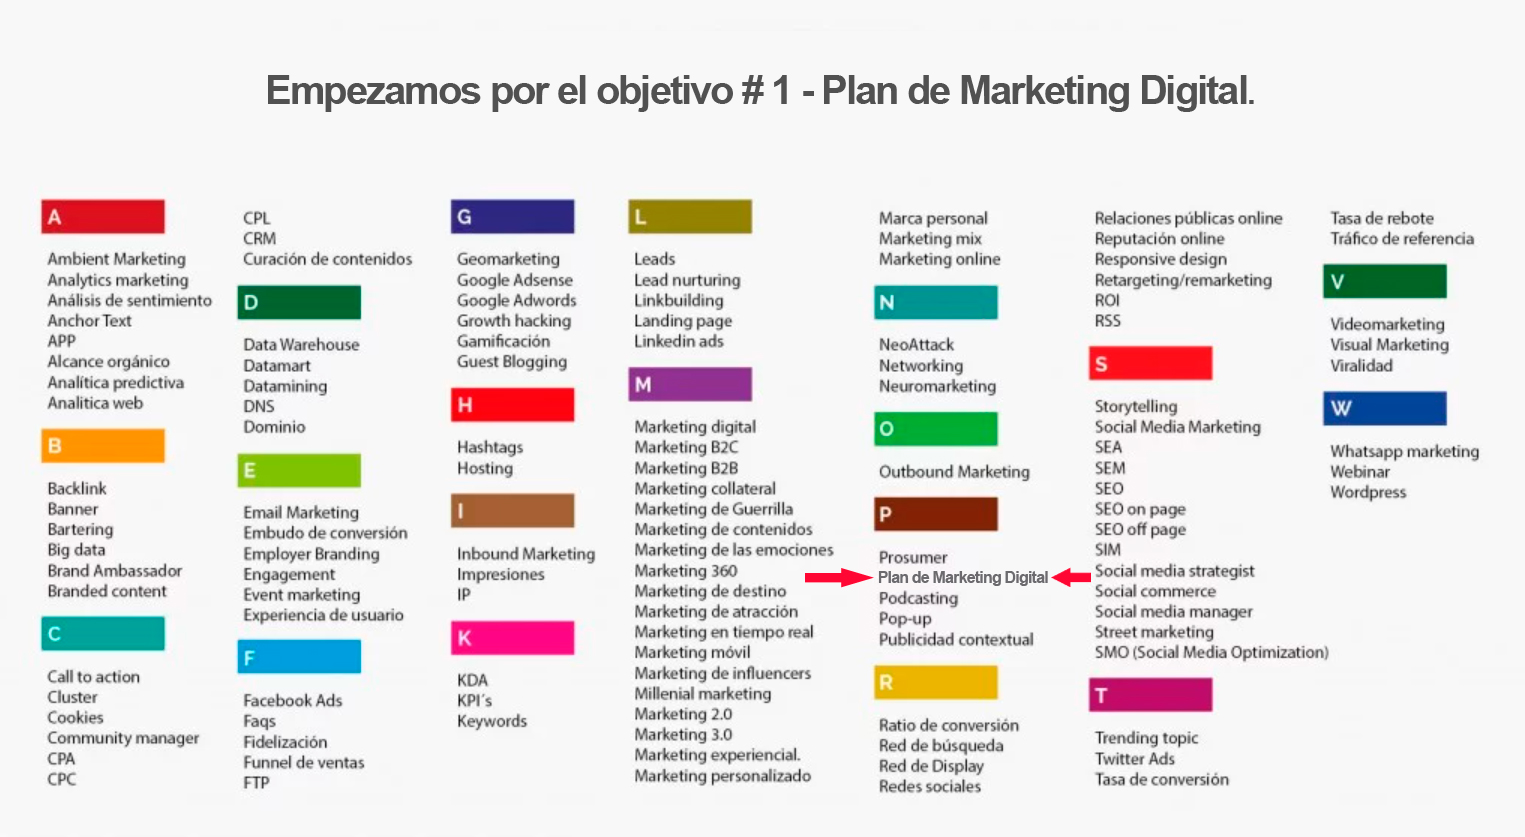 Empezamos por el objetivo # 1 - Plan de Marketing Digital.
A
Ambient Marketing
Analytics marketing
Análisis de sentimiento
Anchor Text
APP
Alcance orgánico
Analítica predictiva
Analitica web
B
Backlink
Banner
Bartering
Big data
Brand Ambassador
Branded content
C
Call to action
Cluster
Cookies
Community manager
CPA
CPC
CPL
CRM
Curación de contenidos
D
Data Warehouse
Datamart
Datamining
DNS
Dominio
E
Email Marketing
Embudo de conversión
Employer Branding
Engagement
Event marketing
Experiencia de usuario
F
Facebook Ads
Faqs
Fidelización
Funnel de ventas
FTP
G
Geomarketing
Google Adsense
Google Adwords
Growth hacking
Gamificación
Guest Blogging
H
Hashtags
Hosting
I
Inbound Marketing
Impresiones
IP
K
KDA
KPI´s
Keywords
L
Leads
Lead nurturing
Linkbuilding
Landing page
Linkedin ads
M
Marketing digital
Marketing B2C
Marketing B2B
Marketing collateral
Marketing de Guerrilla
Marketing de contenidos
Marketing de las emociones
Marketing 360
Marketing de destino
Marketing de atracción
Marketing en tiempo real
Marketing móvil
Marketing de influencers
Millenial marketing
Marketing 2.0
Marketing 3.0
Marketing experiencial.
Marketing personalizado
Marca personal
Marketing mix
Marketing online
N
NeoAttack
Networking
Neuromarketing
O
Outbound Marketing
P
Prosumer
Plan de Marketing Digital
Podcasting
Pop-up
Publicidad contextual
R
Ratio de conversión
Red de búsqueda
Red de Display
Redes sociales
Relaciones públicas online
Reputación online
Responsive design
Retargeting/remarketing
ROI
RSS
S
Storytelling
Social Media Marketing
SEA
SEM
SEO
SEO on page
SEO off page
SIM
Social media strategist
Social commerce
Social media manager
Street marketing
SMO (Social Media Optimization)
T
Trending topic
Twitter Ads
Tasa de conversión
Tasa de rebote
Tráfico de referencia
V
Videomarketing
Visual Marketing
Viralidad
W
Whatsapp marketing
Webinar
Wordpress